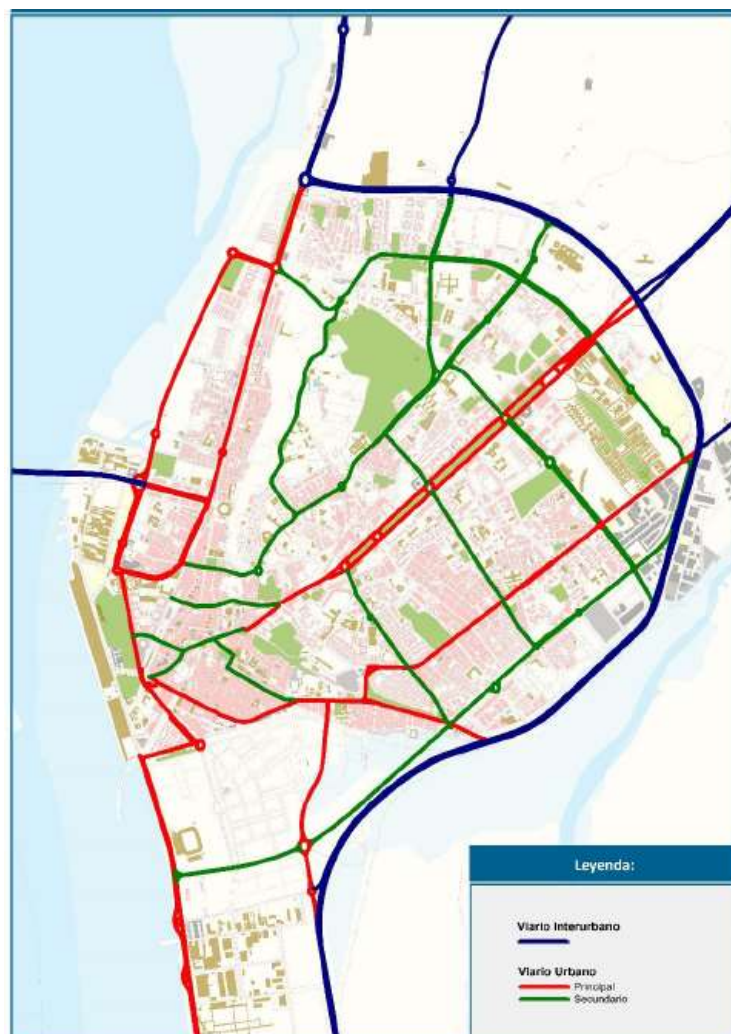 Leyenda:
Viario Interurbano
Viario Urbano
Principal
Secundario